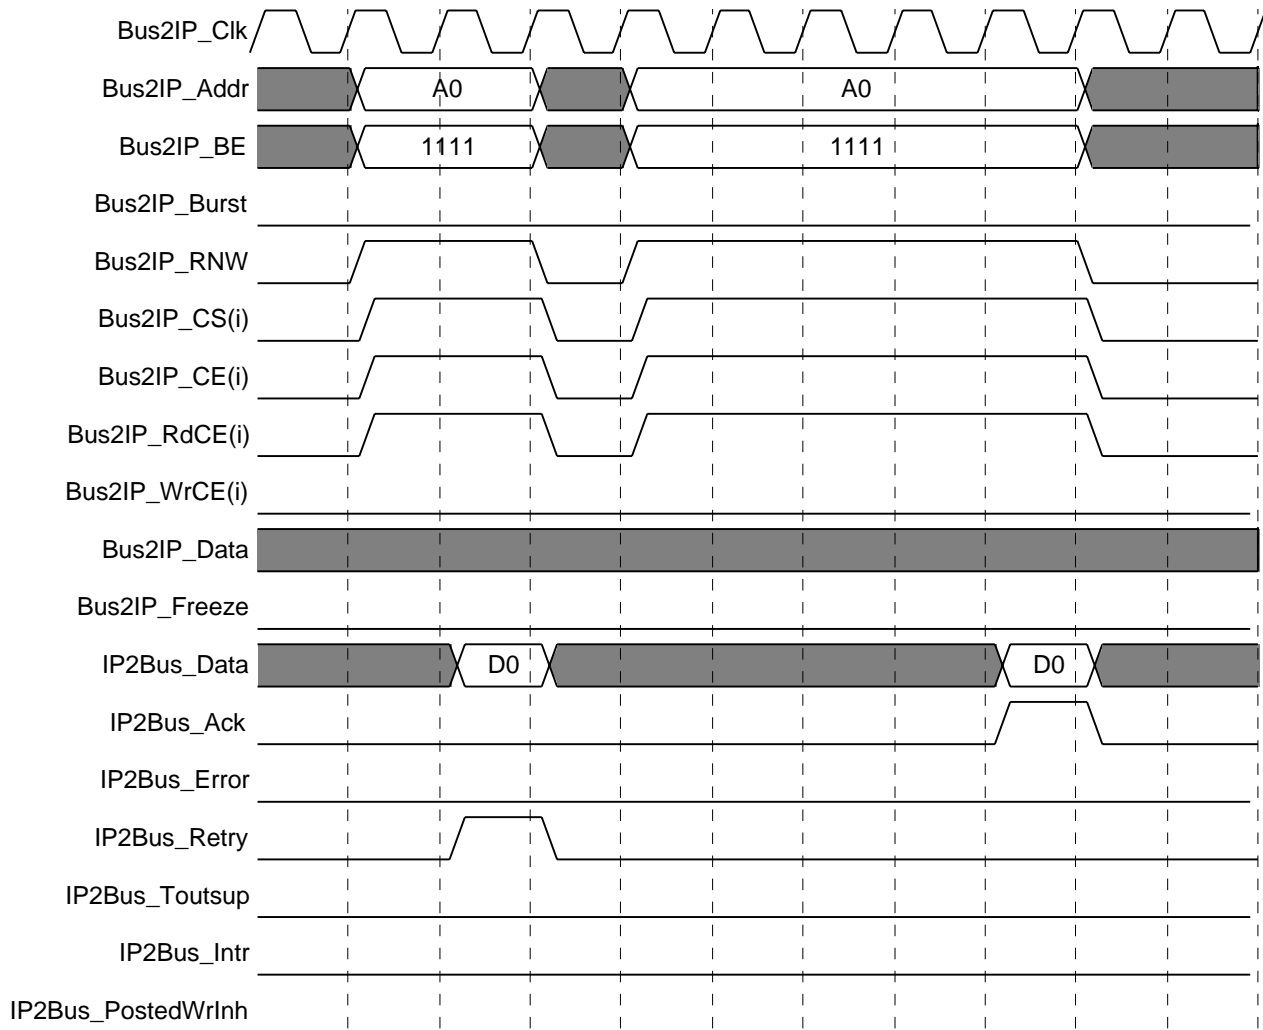 Bus2IP_Clk
Bus2IP_Addr A0 A0
Bus2IP_BE 1111 1111
Bus2IP_Burst
Bus2IP_RNW
Bus2IP_CS(i)
Bus2IP_CE(i)
Bus2IP_RdCE(i)
Bus2IP_WrCE(i)
Bus2IP_Data
Bus2IP_Freeze
IP2Bus_Data D0 D0
IP2Bus_Ack
IP2Bus_Error
IP2Bus_Retry
IP2Bus_Toutsup
IP2Bus_Intr
IP2Bus_PostedWrInh